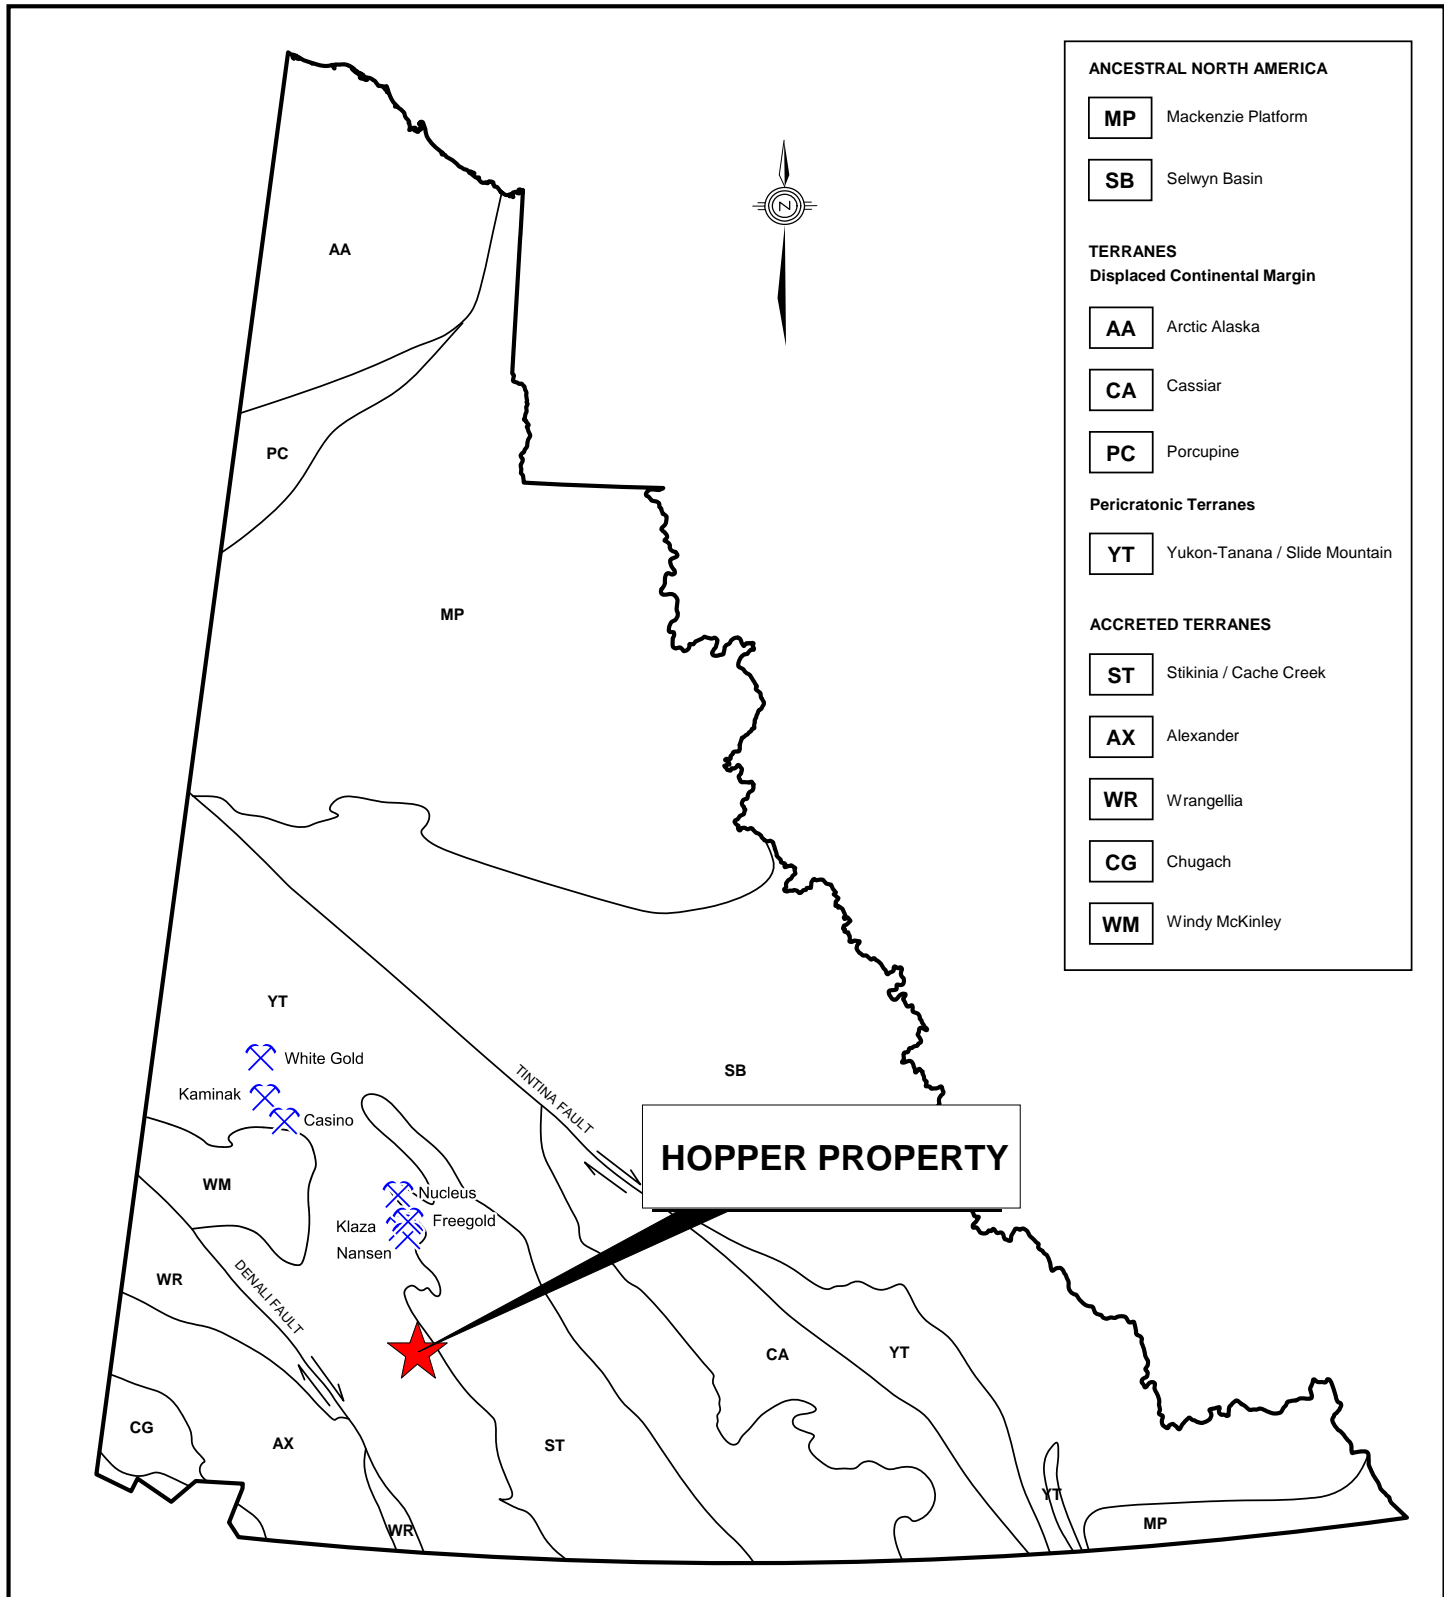 ANCESTRAL NORTH AMERICA
MP Mackenzie Platform
SB Selwyn Basin
TERRANES
Displaced Continental Margin
AA Arctic Alaska
CA Cassiar
PC Porcupine
Pericratonic Terranes
YT Yukon-Tanana / Slide Mountain
ACCRETED TERRANES
ST Stikinia / Cache Creek
AX Alexander
WR Wrangellia
CG Chugach
WM Windy McKinley
N
AA
PC
MP
YT
White Gold
Kaminak
Casino
SB
TINTINA FAULT
HOPPER PROPERTY
WM
Nucleus
Freegold
Klaza
Nansen
WR
DENALI FAULT
CA
YT
CG
AX
ST
YT
WR
MP